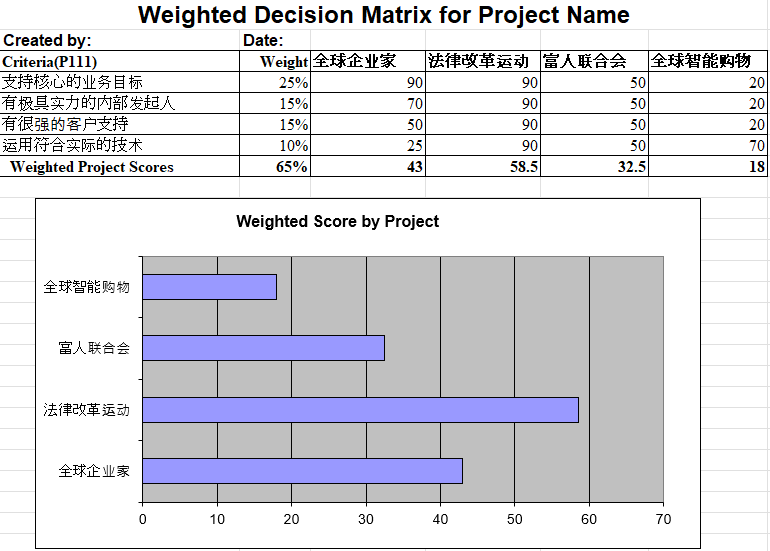 Weighted Decision Matrix for Project Name
Created by: Date:
Criteria(P111) Weight 全球企业家 法律改革运动 富人联合会 全球智能购物
支持核心的业务目标 25% 90 90 50 20
有极具实力的内部发起人 15% 70 90 50 20
有很强的客户支持 15% 50 90 50 20
运用符合实际的技术 10% 25 90 50 70
Weighted Project Scores 65% 43 58.5 32.5 18
Weighted Score by Project
全球智能购物
富人联合会
法律改革运动
全球企业家
0 10 20 30 40 50 60 70